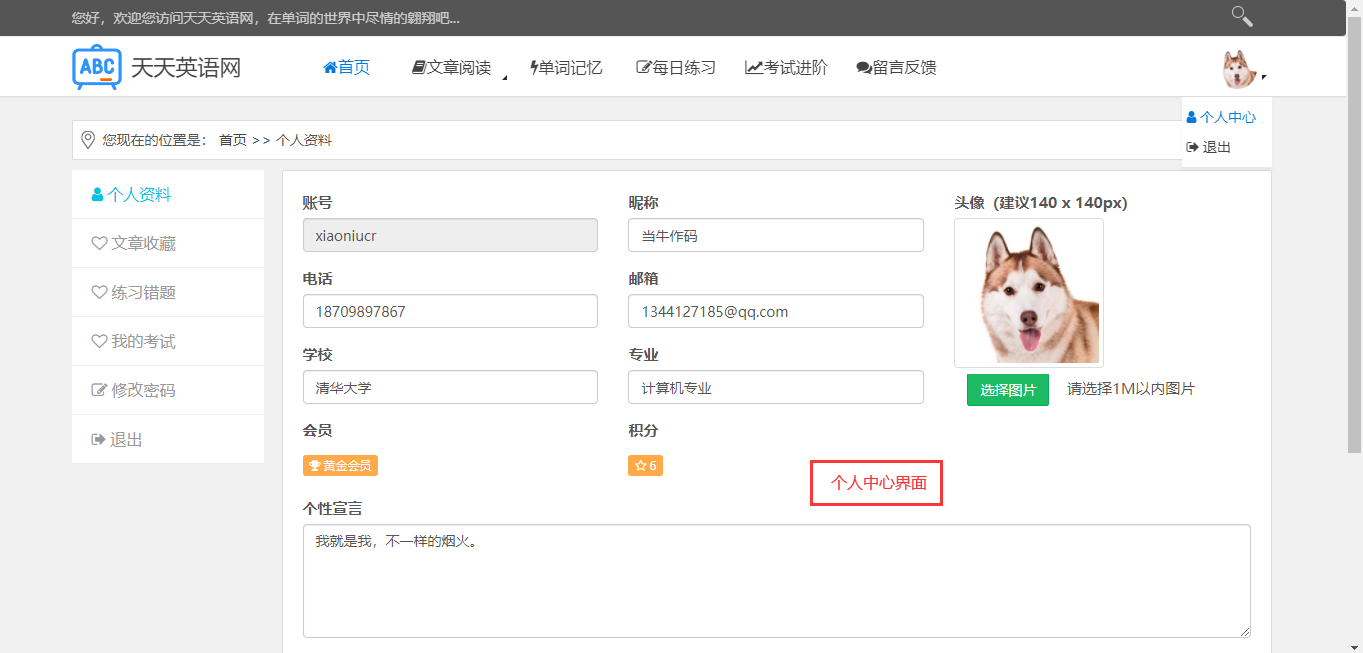 您好，欢迎您访问天天英语网，在单词的世界中尽情的翱翔吧...
ABC 天天英语网 首页 文章阅读 单词记忆 每日练习 考试进阶 留言反馈
个人中心
退出
您现在的位置是： 首页 >> 个人资料
个人资料
文章收藏
练习错题
我的考试
修改密码
退出
账号 昵称 头像（建议140 x 140px）
xiaoniucr 当牛作码
电话 邮箱
18709897867 1344127185@qq.com
学校 专业
清华大学 计算机专业
选择图片 请选择1M以内图片
会员 积分
黄金会员 6
个人中心界面
个性宣言
我就是我，不一样的烟火。